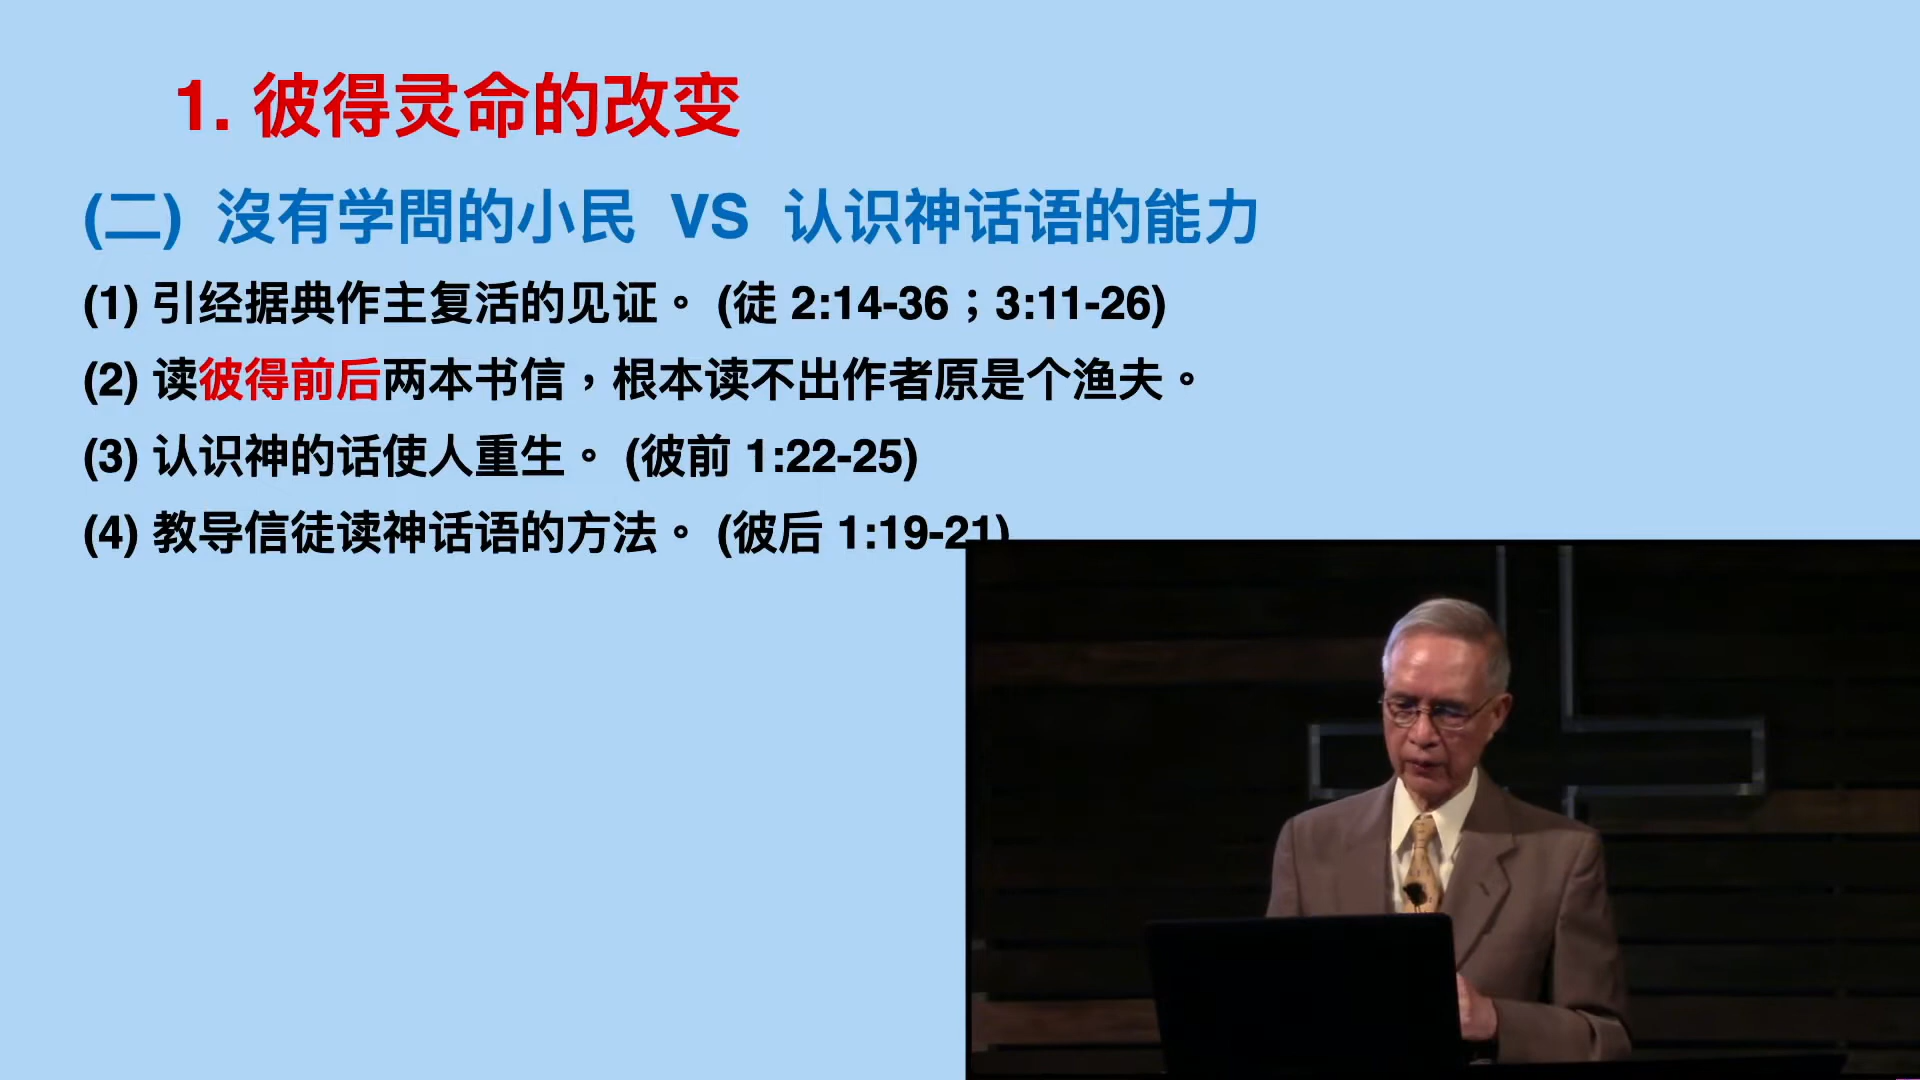 1. 彼得灵命的改变
(二) 沒有学問的小民 VS 认识神话语的能力
(1) 引经据典作主复活的见证。 (徒 2:14-36；3:11-26)
(2) 读彼得前后两本书信，根本读不出作者原是个渔夫。
(3) 认识神的话使人重生。 (彼前 1:22-25)
(4) 教导信徒读神话语的方法。 (彼后 1:19-21)